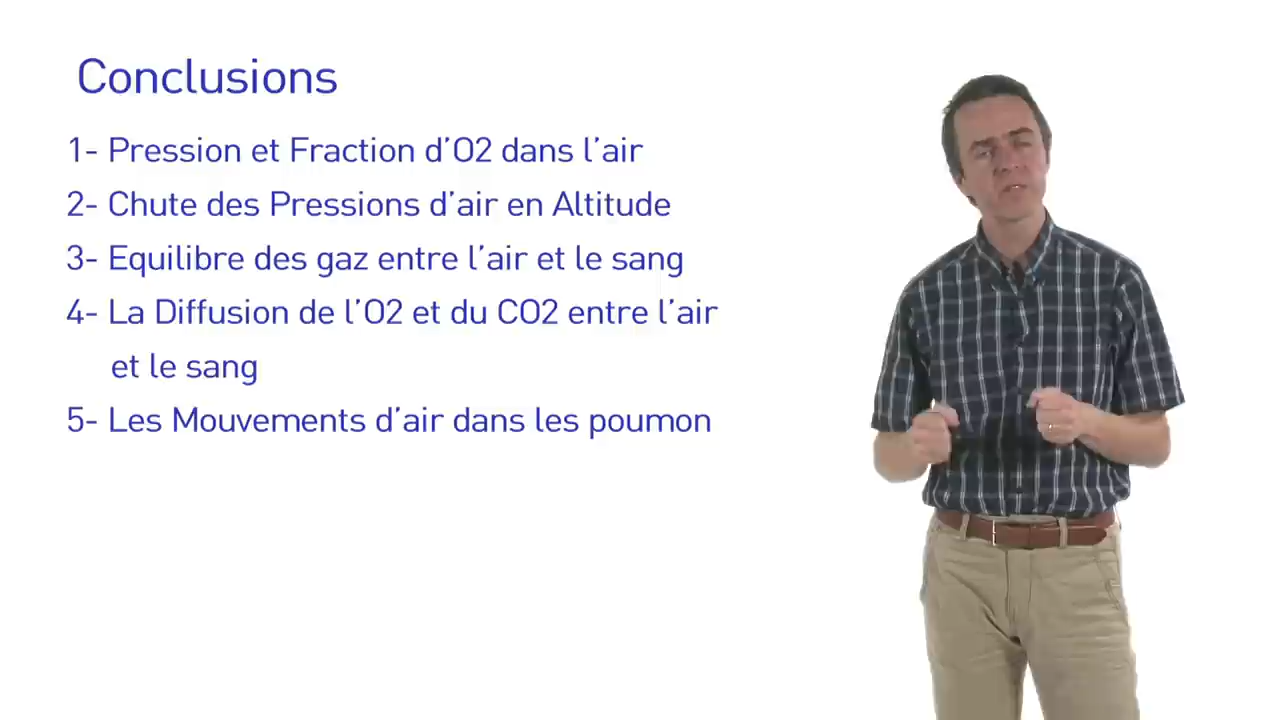 Conclusions
1- Pression et Fraction d’O2 dans l’air
2- Chute des Pressions d’air en Altitude
3- Equilibre des gaz entre l’air et le sang
4- La Diffusion de l’O2 et du CO2 entre l’air
et le sang
5- Les Mouvements d’air dans les poumon